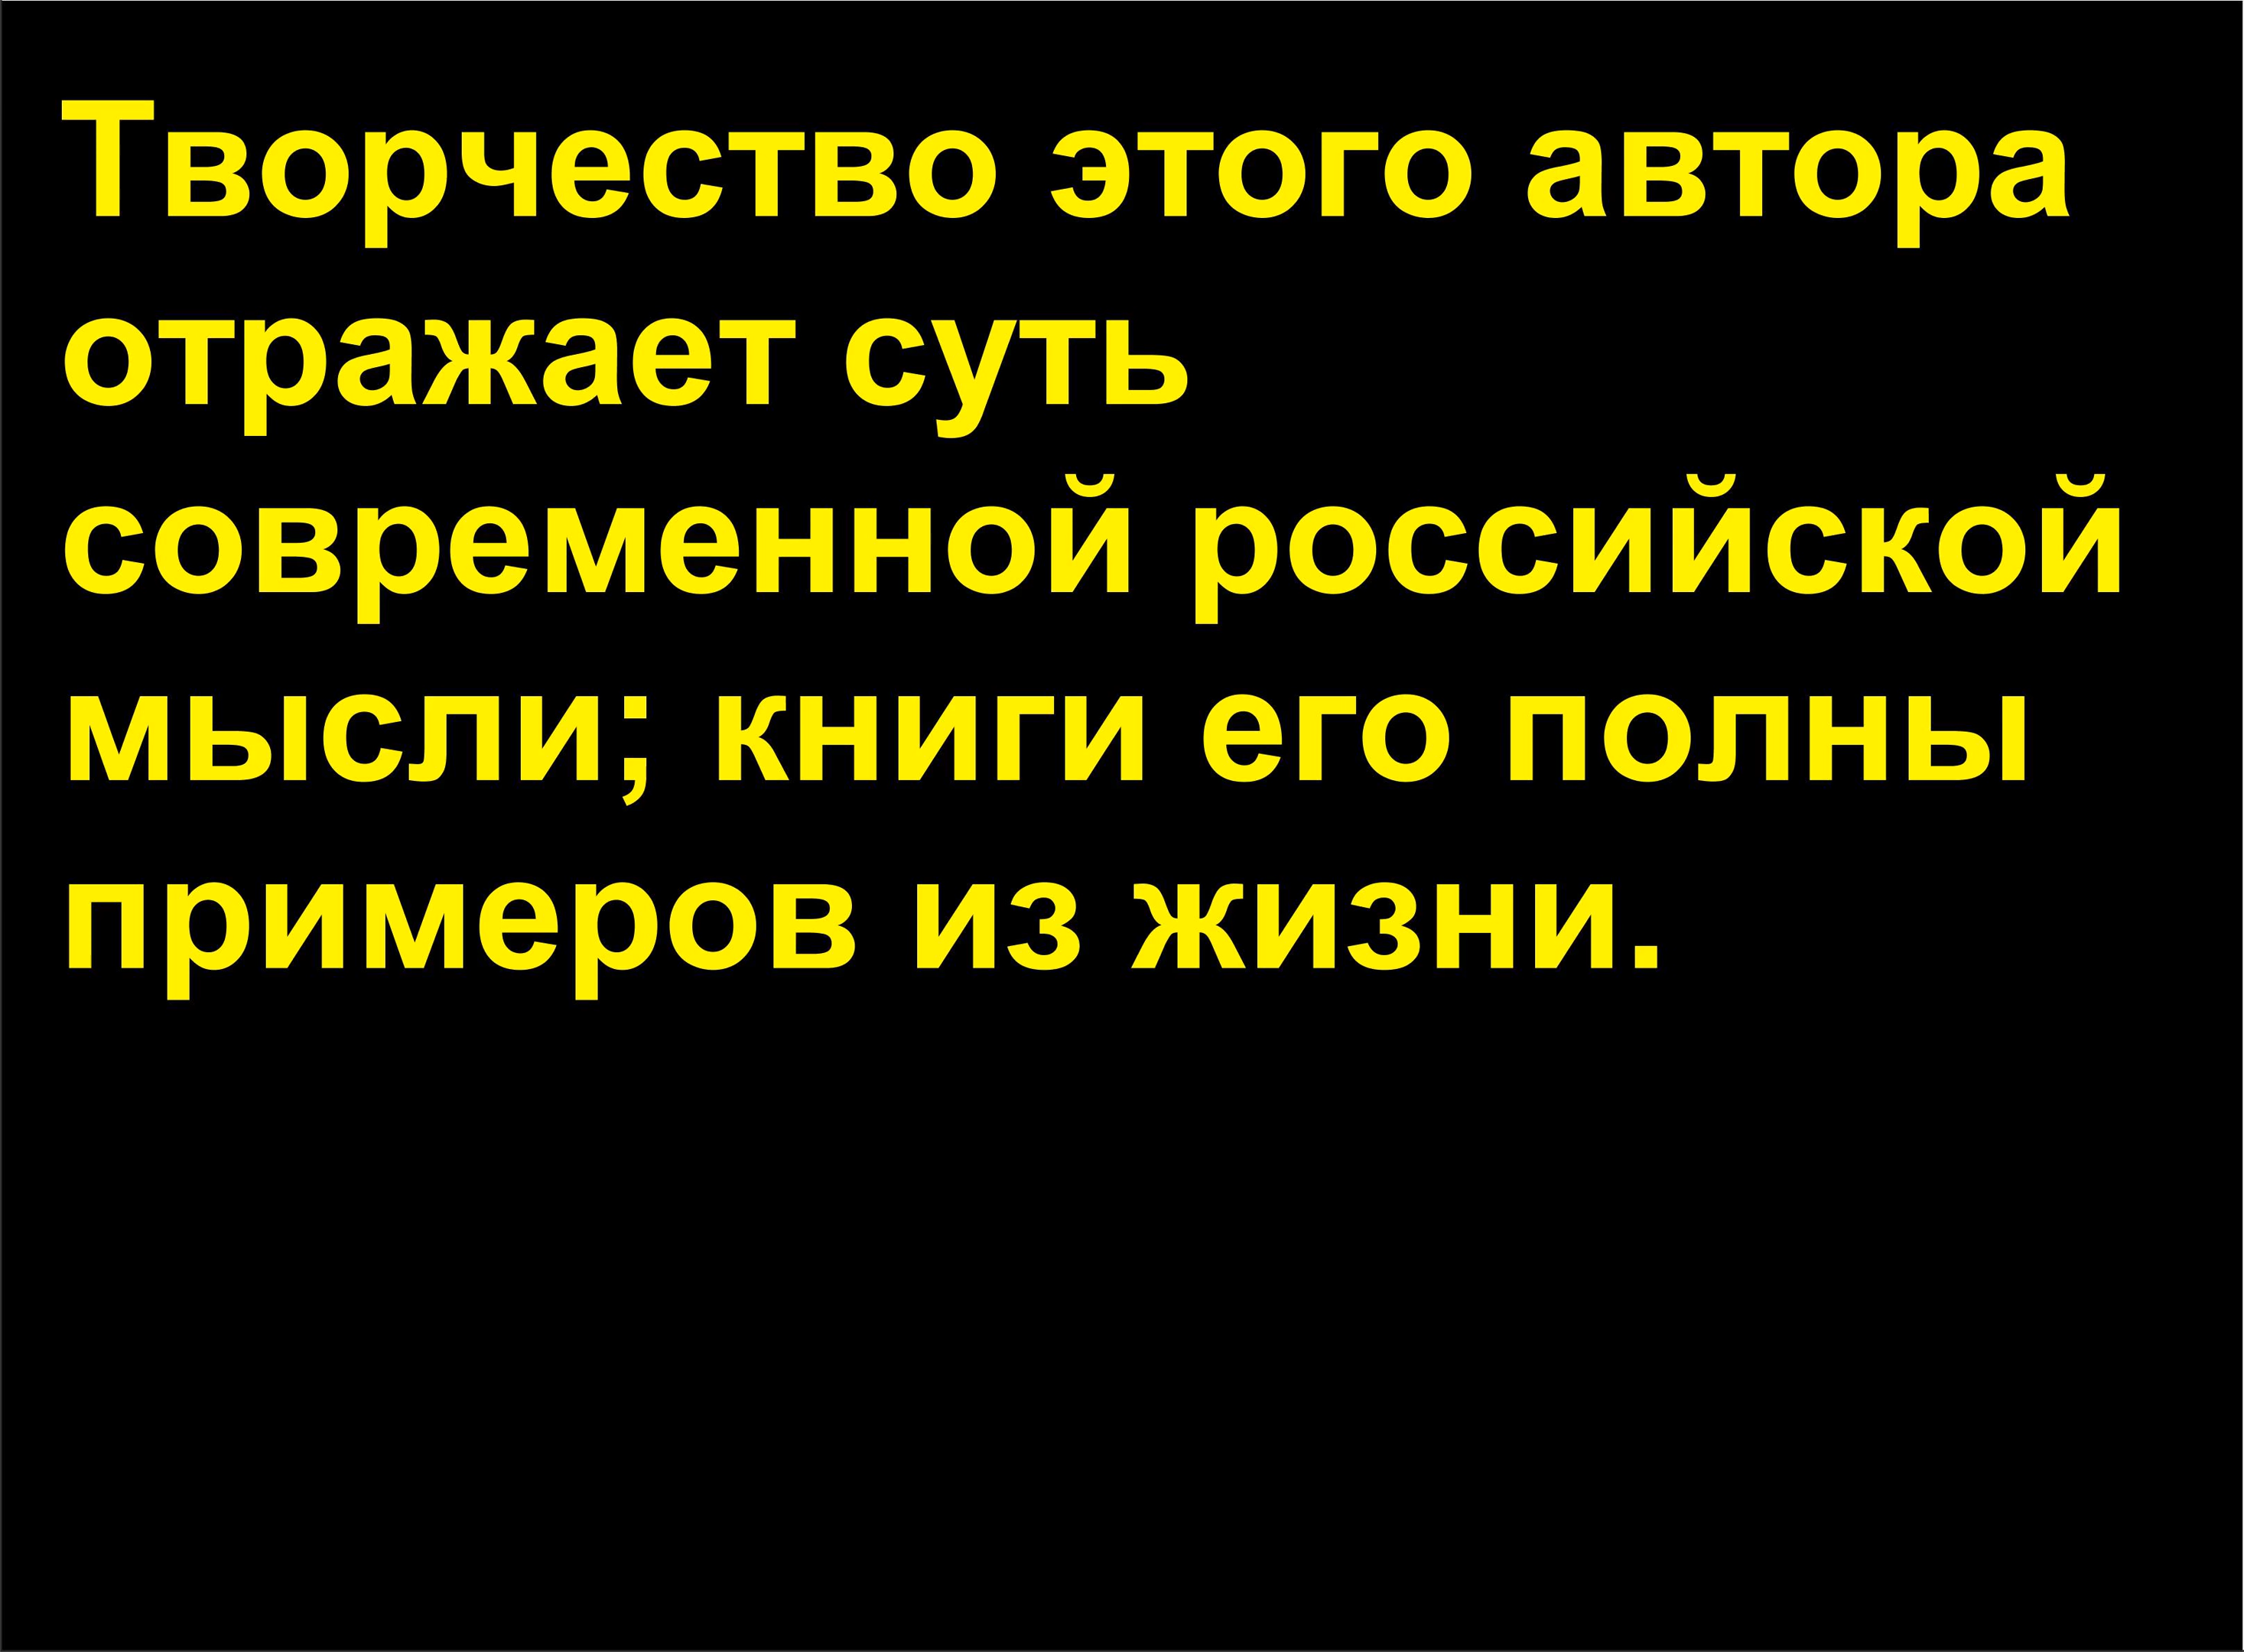 Творчество этого автора
отражает суть
современной российской
мысли; книги его полны
примеров из жизни.